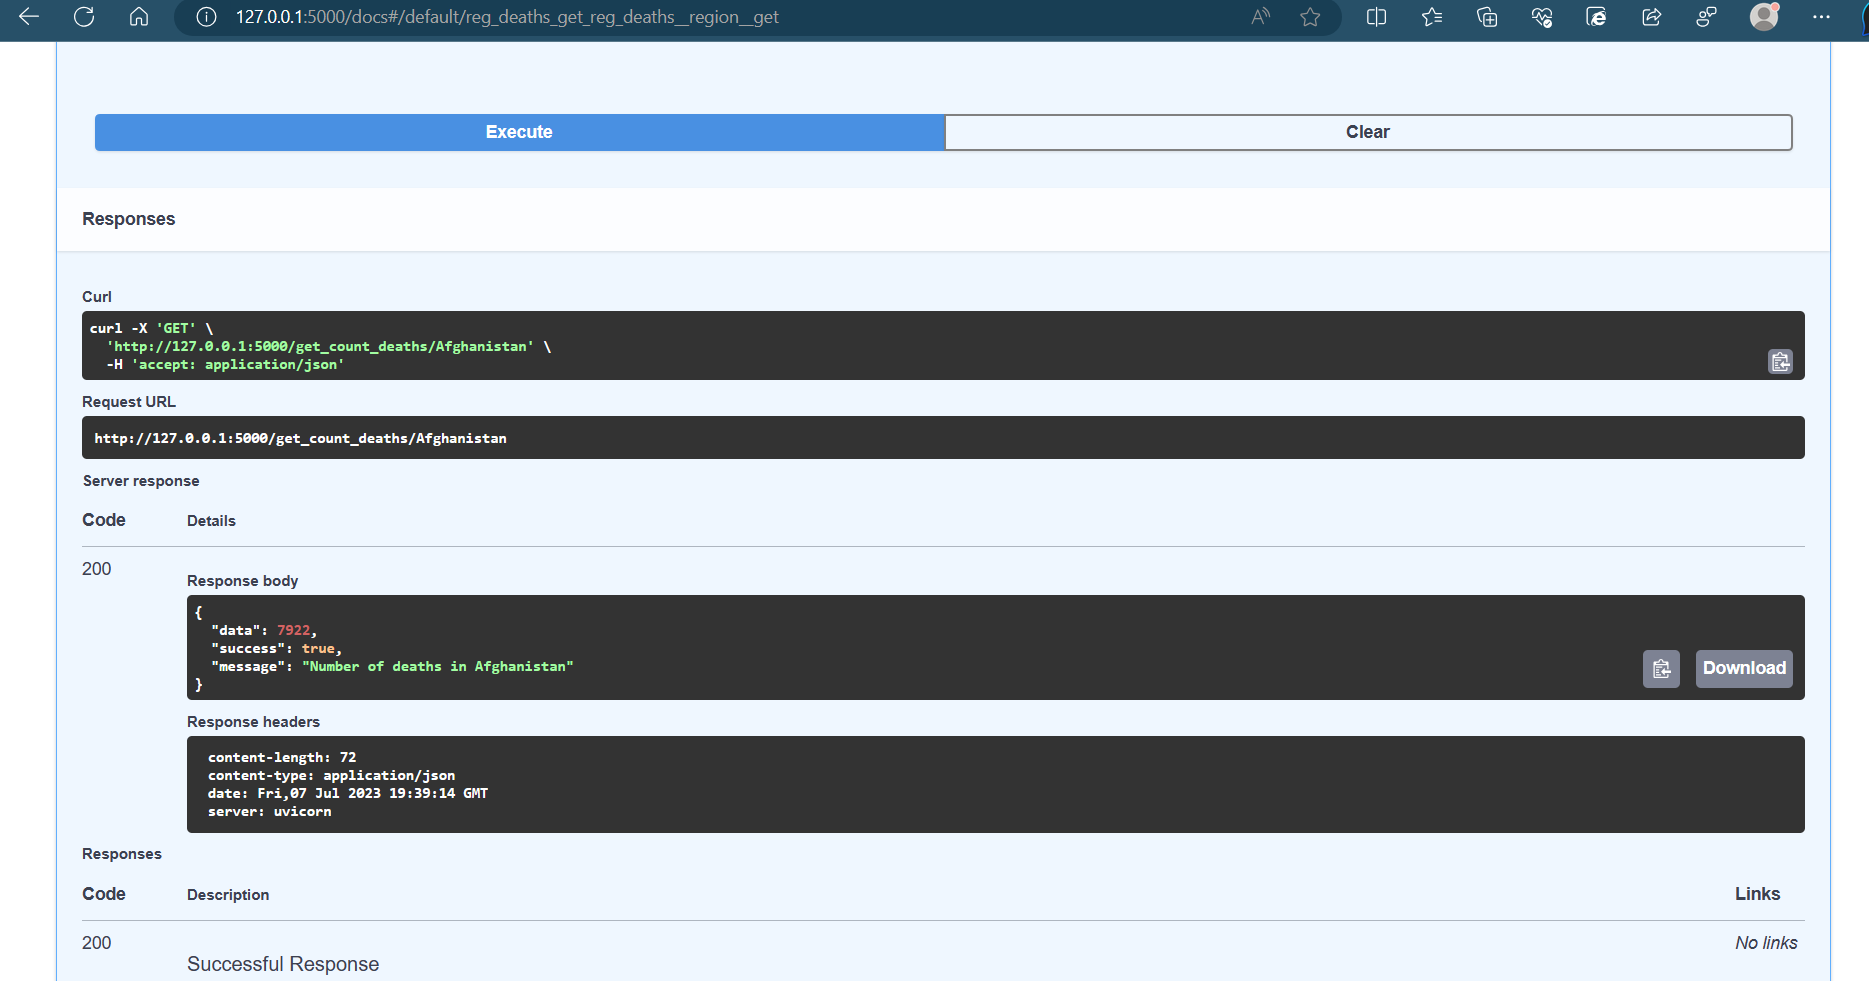 127.0.0.1:5000/docs#/default/reg_deaths_get_reg_deaths__region__get
Execute
Clear
Responses
Curl
curl -X 'GET' \
'http://127.0.0.1:5000/get_count_deaths/Afghanistan' \
-H 'accept: application/json'
Request URL
http://127.0.0.1:5000/get_count_deaths/Afghanistan
Server response
Code Details
200
Response body
{
"data": 7922,
"success": true,
"message": "Number of deaths in Afghanistan"
}
Download
Response headers
content-length: 72
content-type: application/json
date: Fri,07 Jul 2023 19:39:14 GMT
server: uvicorn
Responses
Code Description Links
200 No links
Successful Response